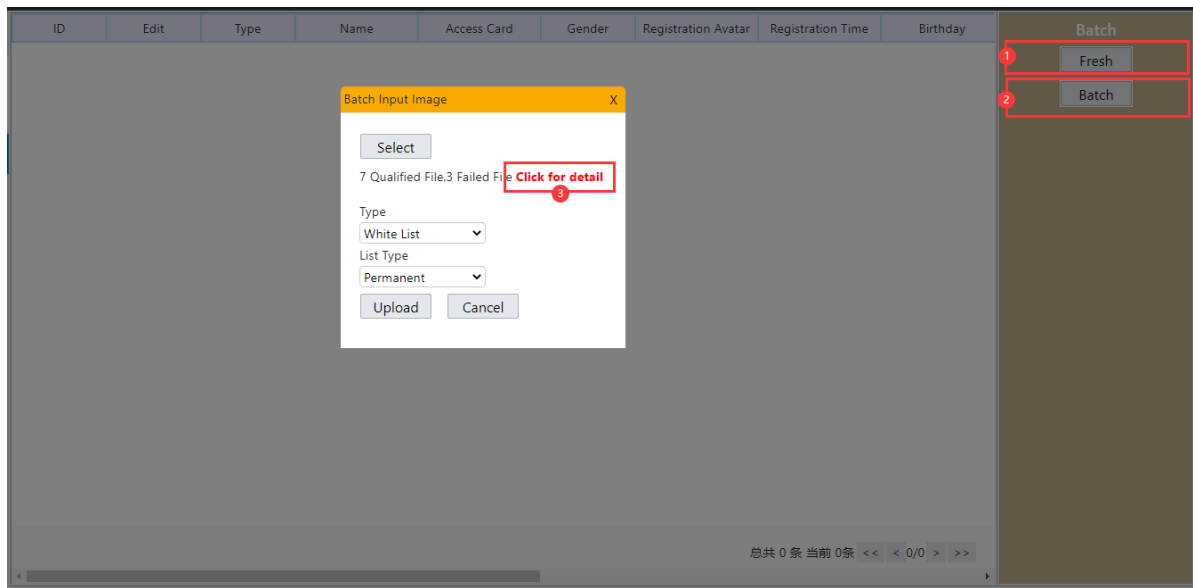 ID Edit Type Name Access Card Gender Registration Avatar Registration Time Birthday
Batch
1
Fresh
2
Batch
Batch Input Image X
Select
7 Qualified File,3 Failed File Click for detail
3
Type
White List
List Type
Permanent
Upload Cancel
总共 0 条 当前 0条 << < 0/0 > >>